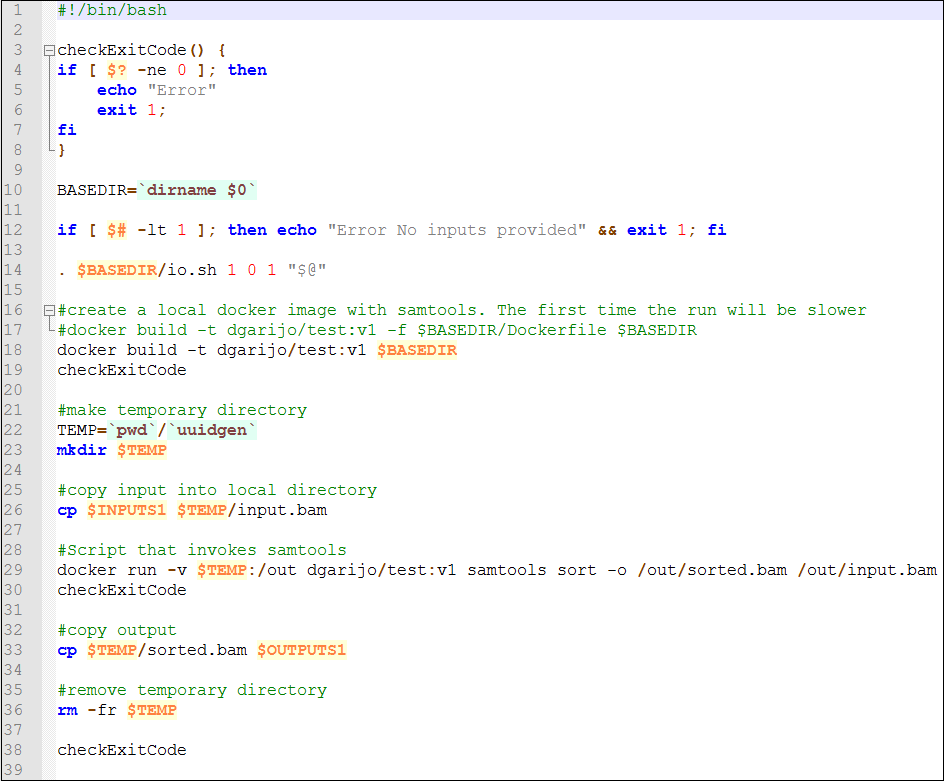 1 #!/bin/bash
2
3 checkExitCode() {
4 if [ $? -ne 0 ]; then
5     echo "Error"
6     exit 1;
7 fi
8 }
9
10 BASEDIR=`dirname $0`
11
12 if [ $# -lt 1 ]; then echo "Error No inputs provided" && exit 1; fi
13
14 . $BASEDIR/io.sh 1 0 1 "$@"
15
16 #create a local docker image with samtools. The first time the run will be slower
17 #docker build -t dgarijo/test:v1 -f $BASEDIR/Dockerfile $BASEDIR
18 docker build -t dgarijo/test:v1 $BASEDIR
19 checkExitCode
20
21 #make temporary directory
22 TEMP=`pwd`/`uuidgen`
23 mkdir $TEMP
24
25 #copy input into local directory
26 cp $INPUTS1 $TEMP/input.bam
27
28 #Script that invokes samtools
29 docker run -v $TEMP:/out dgarijo/test:v1 samtools sort -o /out/sorted.bam /out/input.bam
30 checkExitCode
31
32 #copy output
33 cp $TEMP/sorted.bam $OUTPUTS1
34
35 #remove temporary directory
36 rm -fr $TEMP
37
38 checkExitCode
39